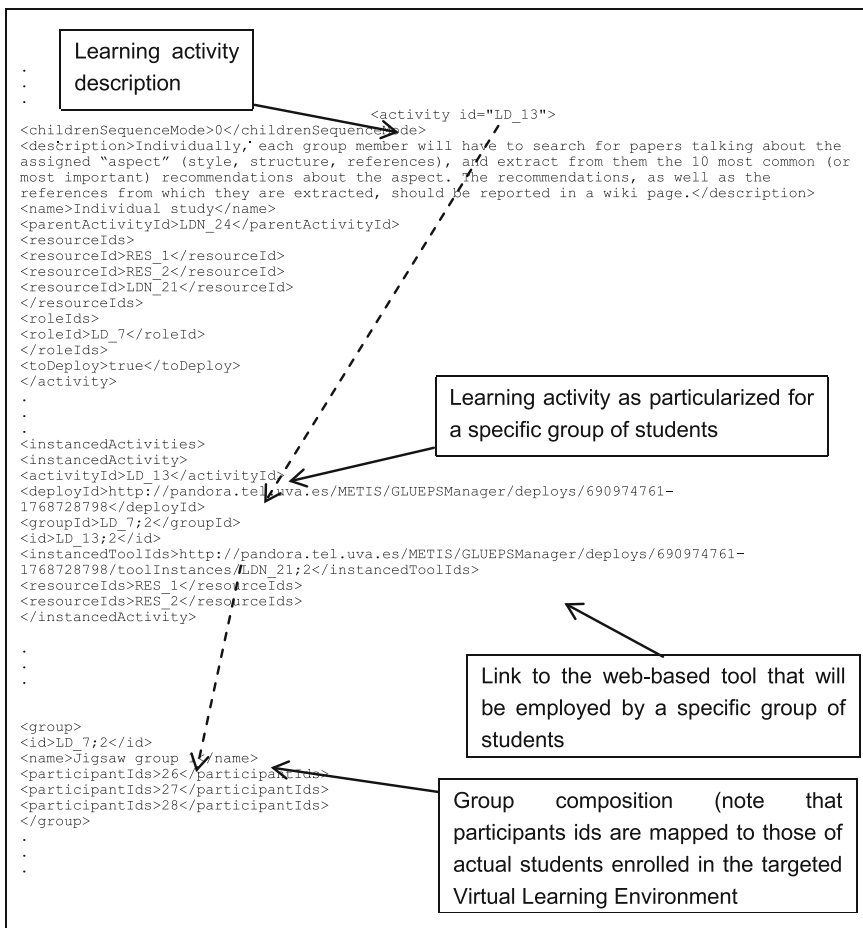 Learning activity
description
.
.
.
<activity id="LD_13">
<childrenSequenceMode>0</childrenSequenceMode>
<description>Individually, each group member will have to search for papers talking about the
assigned “aspect” (style, structure, references), and extract from them the 10 most common (or
most important) recommendations about the aspect. The recommendations, as well as the
references from which they are extracted, should be reported in a wiki page.</description>
<name>Individual study</name>
<parentActivityId>LDN_24</parentActivityId>
<resourceIds>
<resourceId>RES_1</resourceId>
<resourceId>RES_2</resourceId>
<resourceId>LDN_21</resourceId>
</resourceIds>
<roleIds>
<roleId>LD_7</roleId>
</roleIds>
<toDeploy>true</toDeploy>
</activity>
.
.
.
Learning activity as particularized for
a specific group of students
<instancedActivities>
<instancedActivity>
<activityId>LD_13</activityId>
<deployId>http://pandora.tel.uva.es/METIS/GLUEPSManager/deploys/690974761-
1768728798</deployId>
<groupId>LD_7;2</groupId>
<id>LD_13;2</id>
<instancedToolIds>http://pandora.tel.uva.es/METIS/GLUEPSManager/deploys/690974761-
1768728798/toolInstances/LDN_21;2</instancedToolIds>
<resourceIds>RES_1</resourceIds>
<resourceIds>RES_2</resourceIds>
</instancedActivity>
.
.
.
Link to the web-based tool that will
be employed by a specific group of
students
<group>
<id>LD_7;2</id>
<name>Jigsaw group </name>
<participantIds>26</participantIds>
<participantIds>27</participantIds>
<participantIds>28</participantIds>
</group>
.
.
.
Group composition (note that
participants ids are mapped to those of
actual students enrolled in the targeted
Virtual Learning Environment